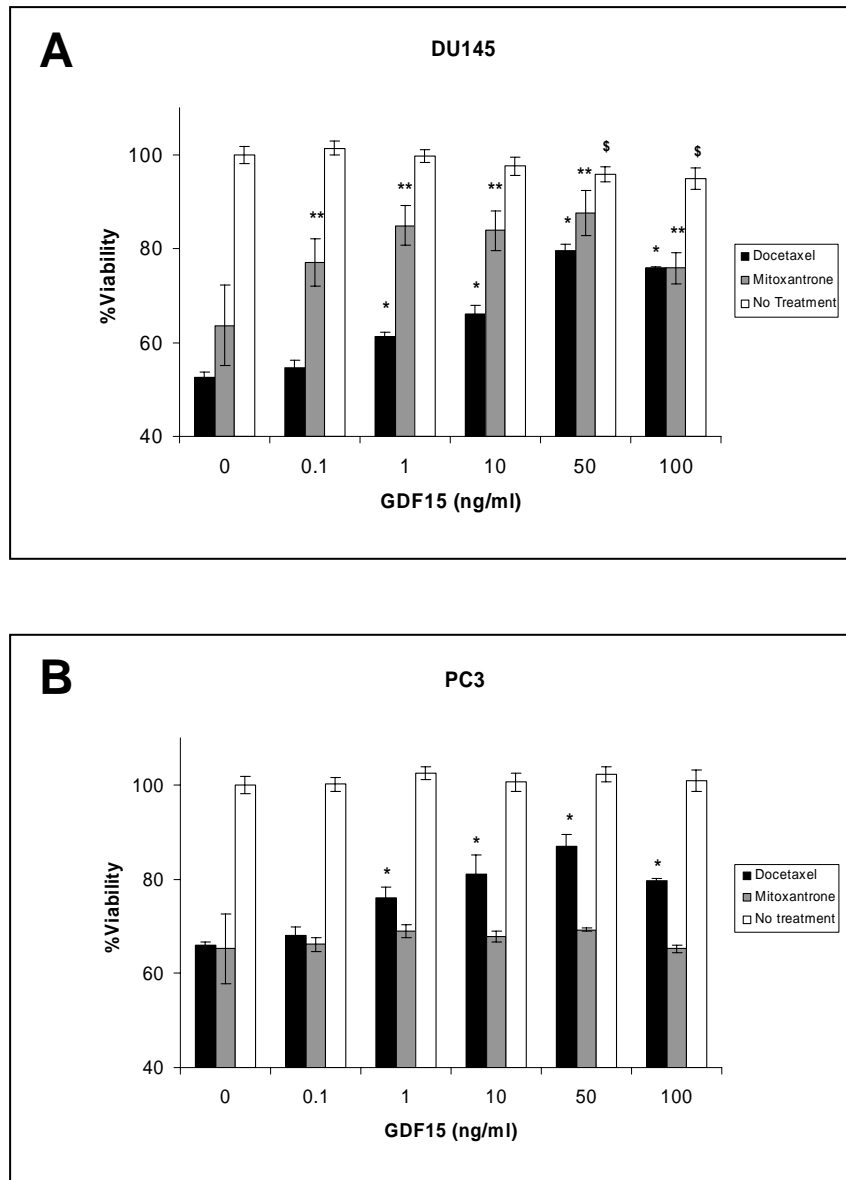 A
DU145
%Viability
100
80
60
40
$
$
**
**
**
**
**
*
*
*
*
0 0.1 1 10 50 100
GDF15 (ng/ml)
Docetaxel
Mitoxantrone
No Treatment
B
PC3
%Viability
100
80
60
40
*
*
*
*
0 0.1 1 10 50 100
GDF15 (ng/ml)
Docetaxel
Mitoxantrone
No treatment